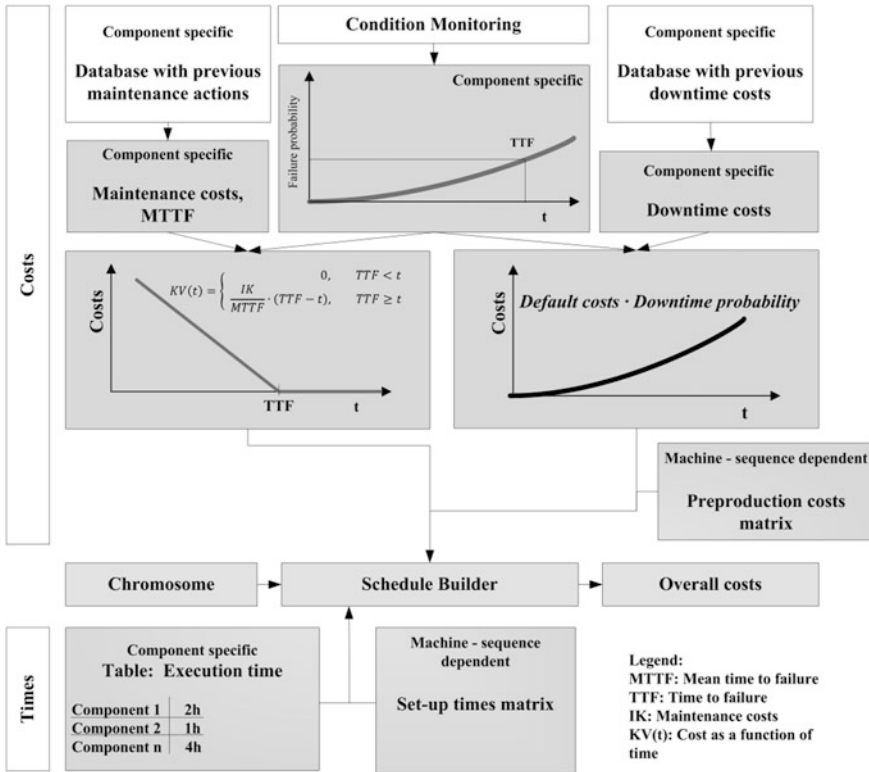 Component specific
Database with previous
maintenance actions
Condition Monitoring
Component specific
Database with previous
downtime costs
Component specific
Failure probability
TTF
t
Component specific
Maintenance costs,
MTTF
Component specific
Downtime costs
Costs
Costs
KV(t) = { 0, TTF < t
IK/MTTF · (TTF − t), TTF ≥ t
TTF
t
Costs
Default costs · Downtime probability
t
Machine - sequence dependent
Preproduction costs
matrix
Chromosome
Schedule Builder
Overall costs
Times
Component specific
Table: Execution time
Component 1 2h
Component 2 1h
Component n 4h
Machine - sequence
dependent
Set-up times matrix
Legend:
MTTF: Mean time to failure
TTF: Time to failure
IK: Maintenance costs
KV(t): Cost as a function of
time